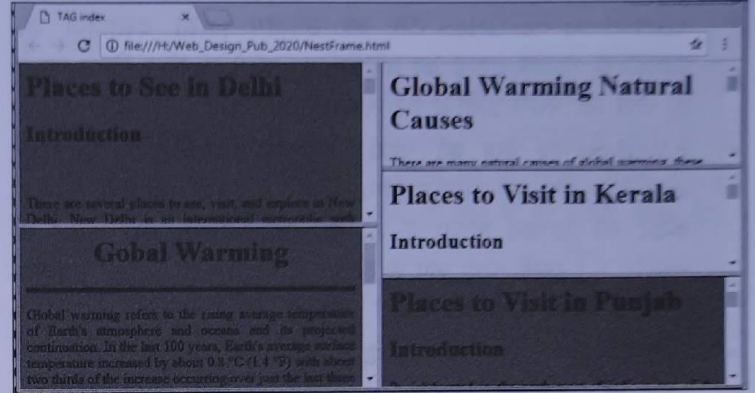 TAG index
file:///H:/Web_Design_Pub_2020/NestFrame.html
Places to See in Delhi
Introduction
There are several places to see, visit, and explore in New
Delhi. New Delhi is an international metropolis with
Gobal Warming
Global warming refers to the rising average temperature
of Earth's atmosphere and oceans and its projected
continuation. In the last 100 years, Earth's average surface
temperature increased by about 0.8 °C (1.4 °F) with about
two thirds of the increase occurring over just the last three
Global Warming Natural
Causes
There are many natural causes of global warming, these
Places to Visit in Kerala
Introduction
Places to Visit in Punjab
Introduction